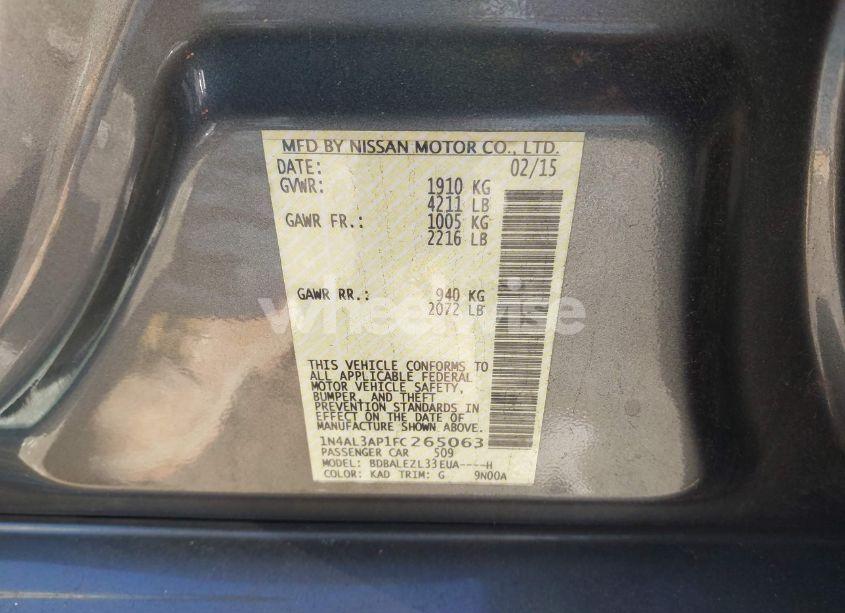 MFD BY NISSAN MOTOR CO., LTD.
DATE: 02/15
GVWR: 1910 KG
4211 LB
GAWR FR.: 1005 KG
2216 LB
GAWR RR.: 940 KG
2072 LB
wheelwise
THIS VEHICLE CONFORMS TO
ALL APPLICABLE FEDERAL
MOTOR VEHICLE SAFETY,
BUMPER, AND THEFT
PREVENTION STANDARDS IN
EFFECT ON THE DATE OF
MANUFACTURE SHOWN ABOVE.
1N4AL3AP1FC265063
PASSENGER CAR 509
MODEL: BDBALEZL33EUA----H
COLOR: KAD TRIM: G 9N00A